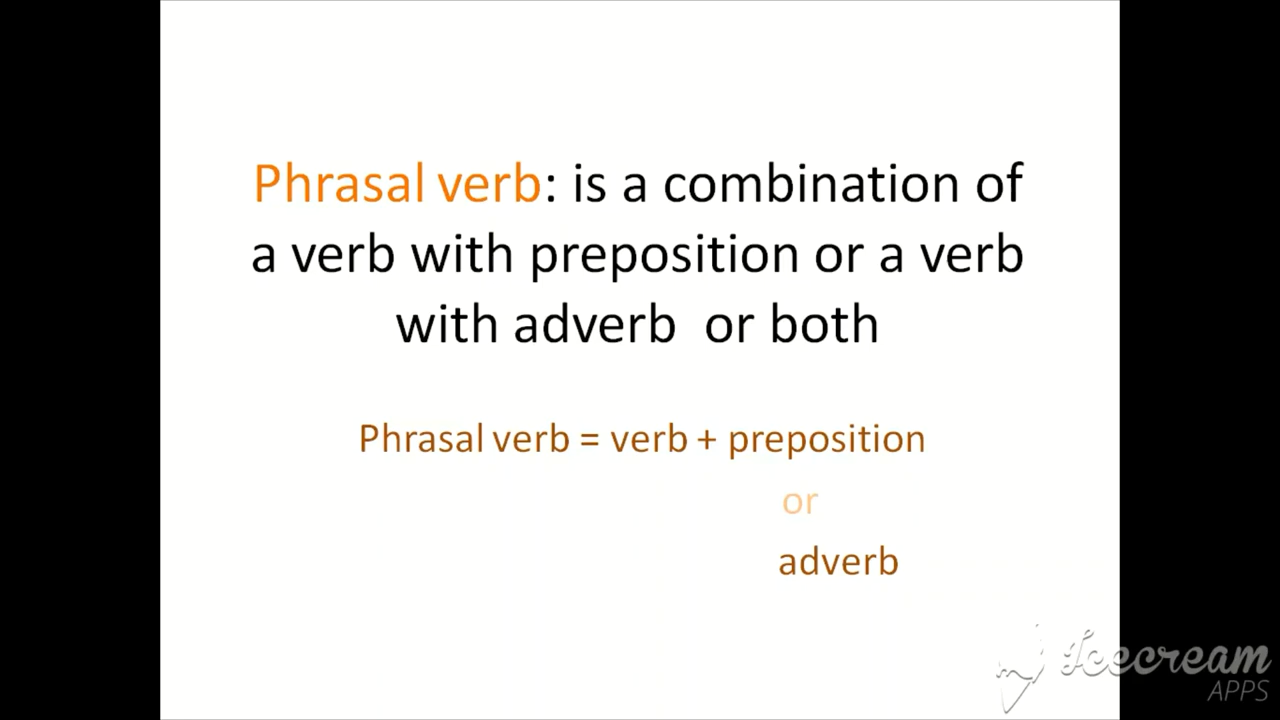 Phrasal verb: is a combination of
a verb with preposition or a verb
with adverb  or both
Phrasal verb = verb + preposition
or
adverb
Icecream
APPS